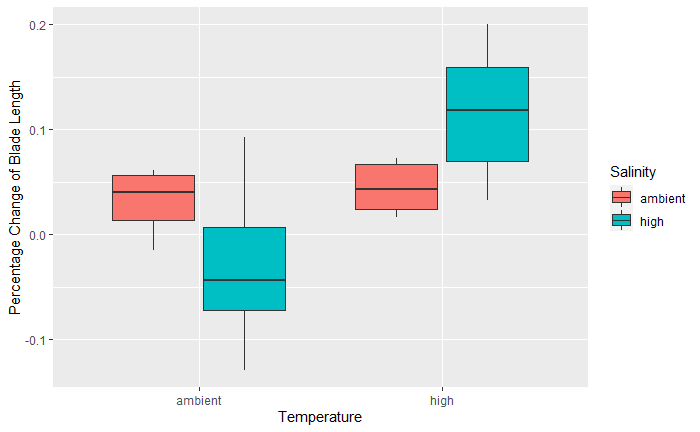 Percentage Change of Blade Length
0.2
0.1
0.0
-0.1
ambient
high
Temperature
Salinity
ambient
high